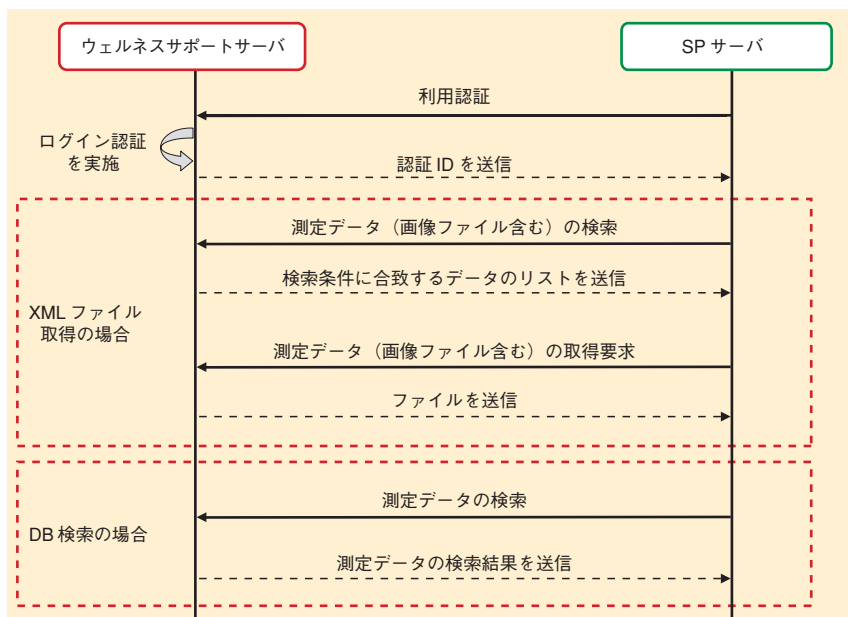 ウェルネスサポートサーバ
SP サーバ
利用認証
ログイン認証
を実施
認証 ID を送信
測定データ（画像ファイル含む）の検索
検索条件に合致するデータのリストを送信
XML ファイル
取得の場合
測定データ（画像ファイル含む）の取得要求
ファイルを送信
測定データの検索
DB 検索の場合
測定データの検索結果を送信